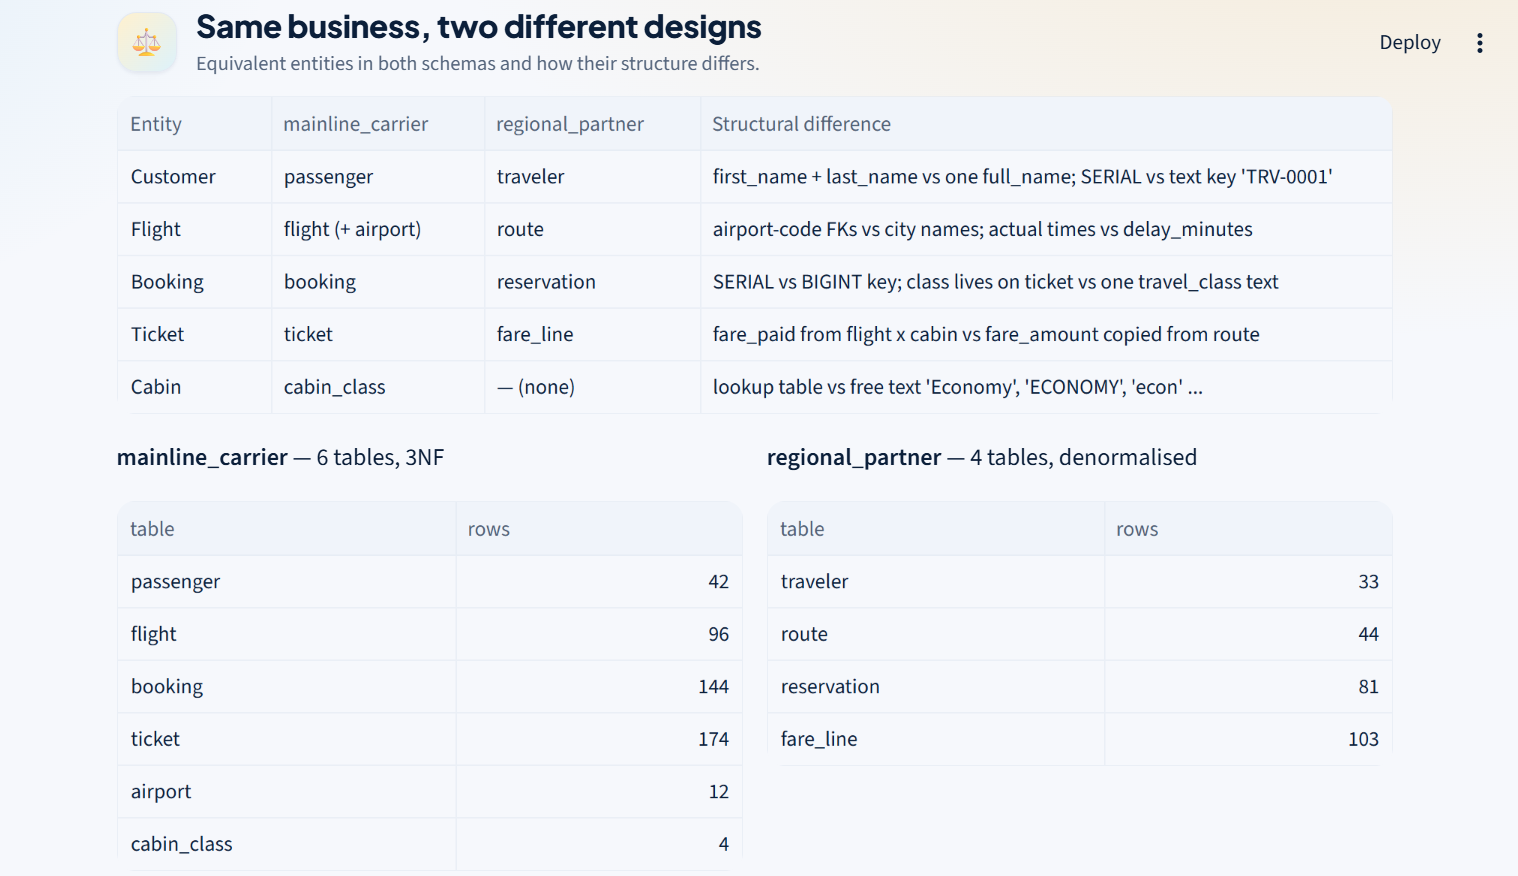 Same business, two different designs
Equivalent entities in both schemas and how their structure differs.
Deploy
Entity mainline_carrier regional_partner Structural difference
Customer passenger traveler first_name + last_name vs one full_name; SERIAL vs text key 'TRV-0001'
Flight flight (+ airport) route airport-code FKs vs city names; actual times vs delay_minutes
Booking booking reservation SERIAL vs BIGINT key; class lives on ticket vs one travel_class text
Ticket ticket fare_line fare_paid from flight x cabin vs fare_amount copied from route
Cabin cabin_class — (none) lookup table vs free text 'Economy', 'ECONOMY', 'econ' ...
mainline_carrier — 6 tables, 3NF
table rows
passenger 42
flight 96
booking 144
ticket 174
airport 12
cabin_class 4
regional_partner — 4 tables, denormalised
table rows
traveler 33
route 44
reservation 81
fare_line 103